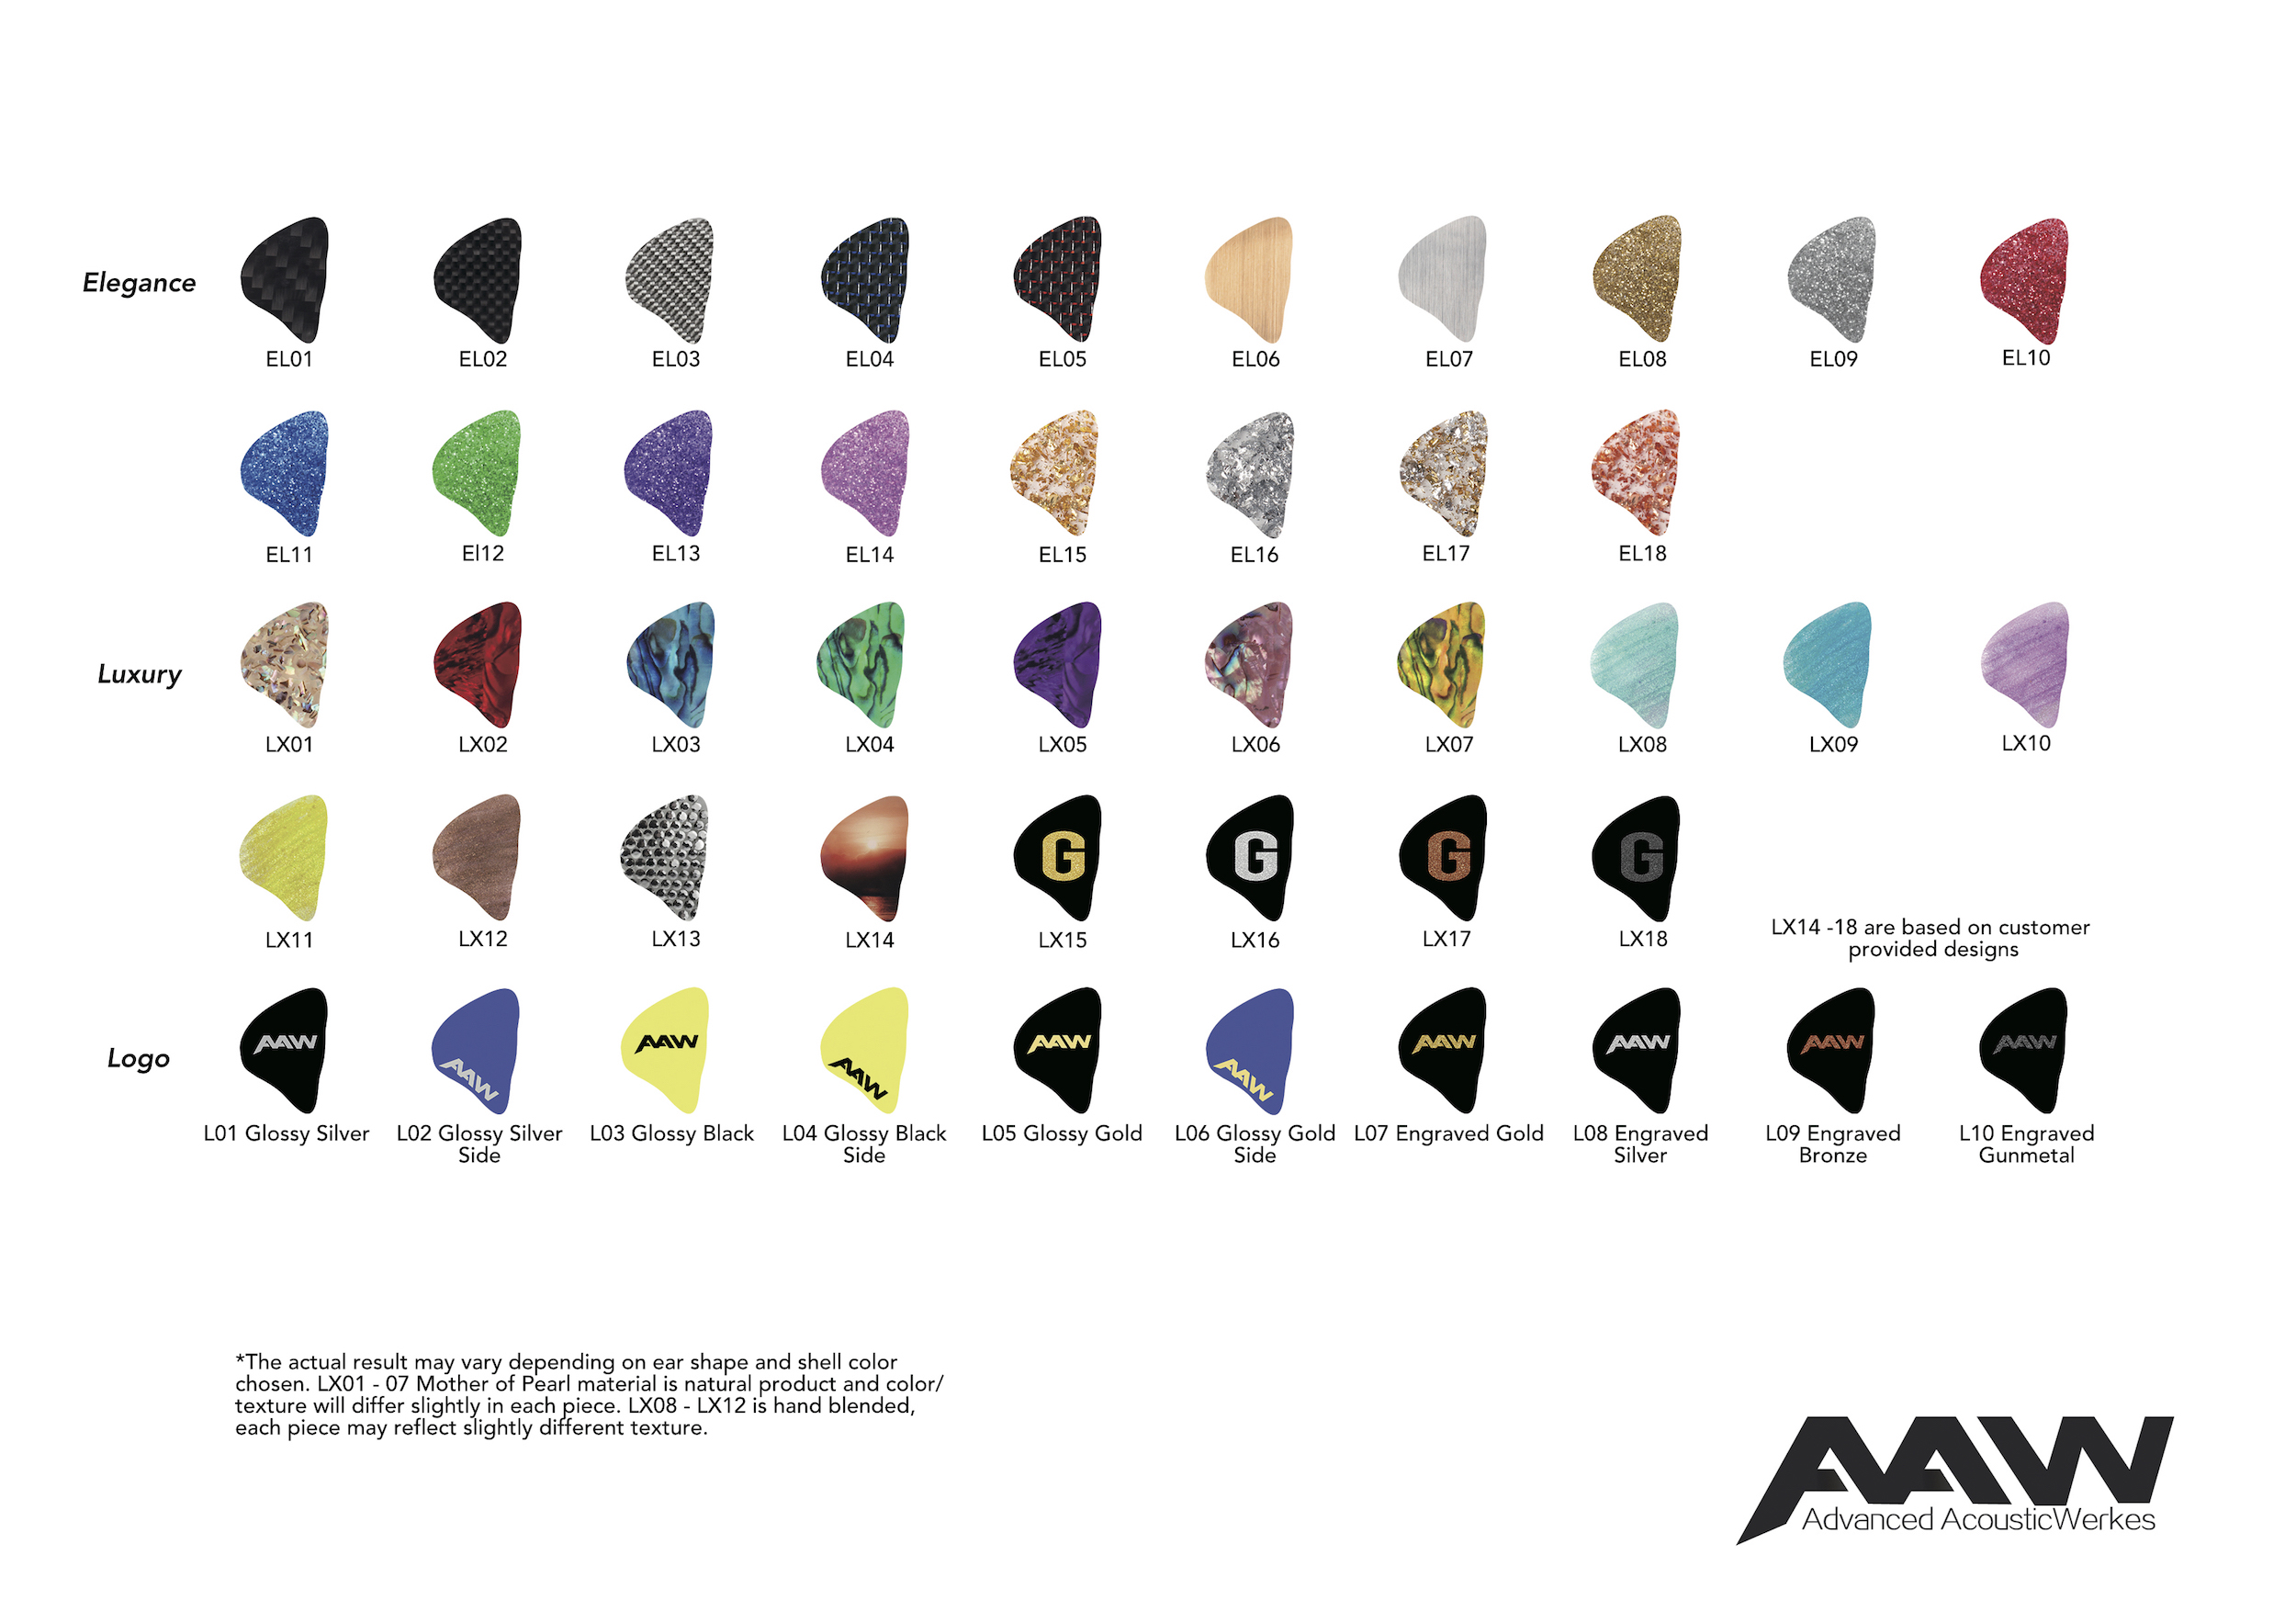 Elegance
EL01 EL02 EL03 EL04 EL05 EL06 EL07 EL08 EL09 EL10
EL11 El12 EL13 EL14 EL15 EL16 EL17 EL18
Luxury
LX01 LX02 LX03 LX04 LX05 LX06 LX07 LX08 LX09 LX10
G G G G
LX11 LX12 LX13 LX14 LX15 LX16 LX17 LX18
LX14 -18 are based on customer
provided designs
Logo
AAW AAW AAW AAW AAW AAW AAW AAW AAW AAW
L01 Glossy Silver
L02 Glossy Silver
Side
L03 Glossy Black
L04 Glossy Black
Side
L05 Glossy Gold
L06 Glossy Gold
Side
L07 Engraved Gold
L08 Engraved
Silver
L09 Engraved
Bronze
L10 Engraved
Gunmetal
*The actual result may vary depending on ear shape and shell color
chosen. LX01 - 07 Mother of Pearl material is natural product and color/
texture will differ slightly in each piece. LX08 - LX12 is hand blended,
each piece may reflect slightly different texture.
AAW
Advanced AcousticWerkes